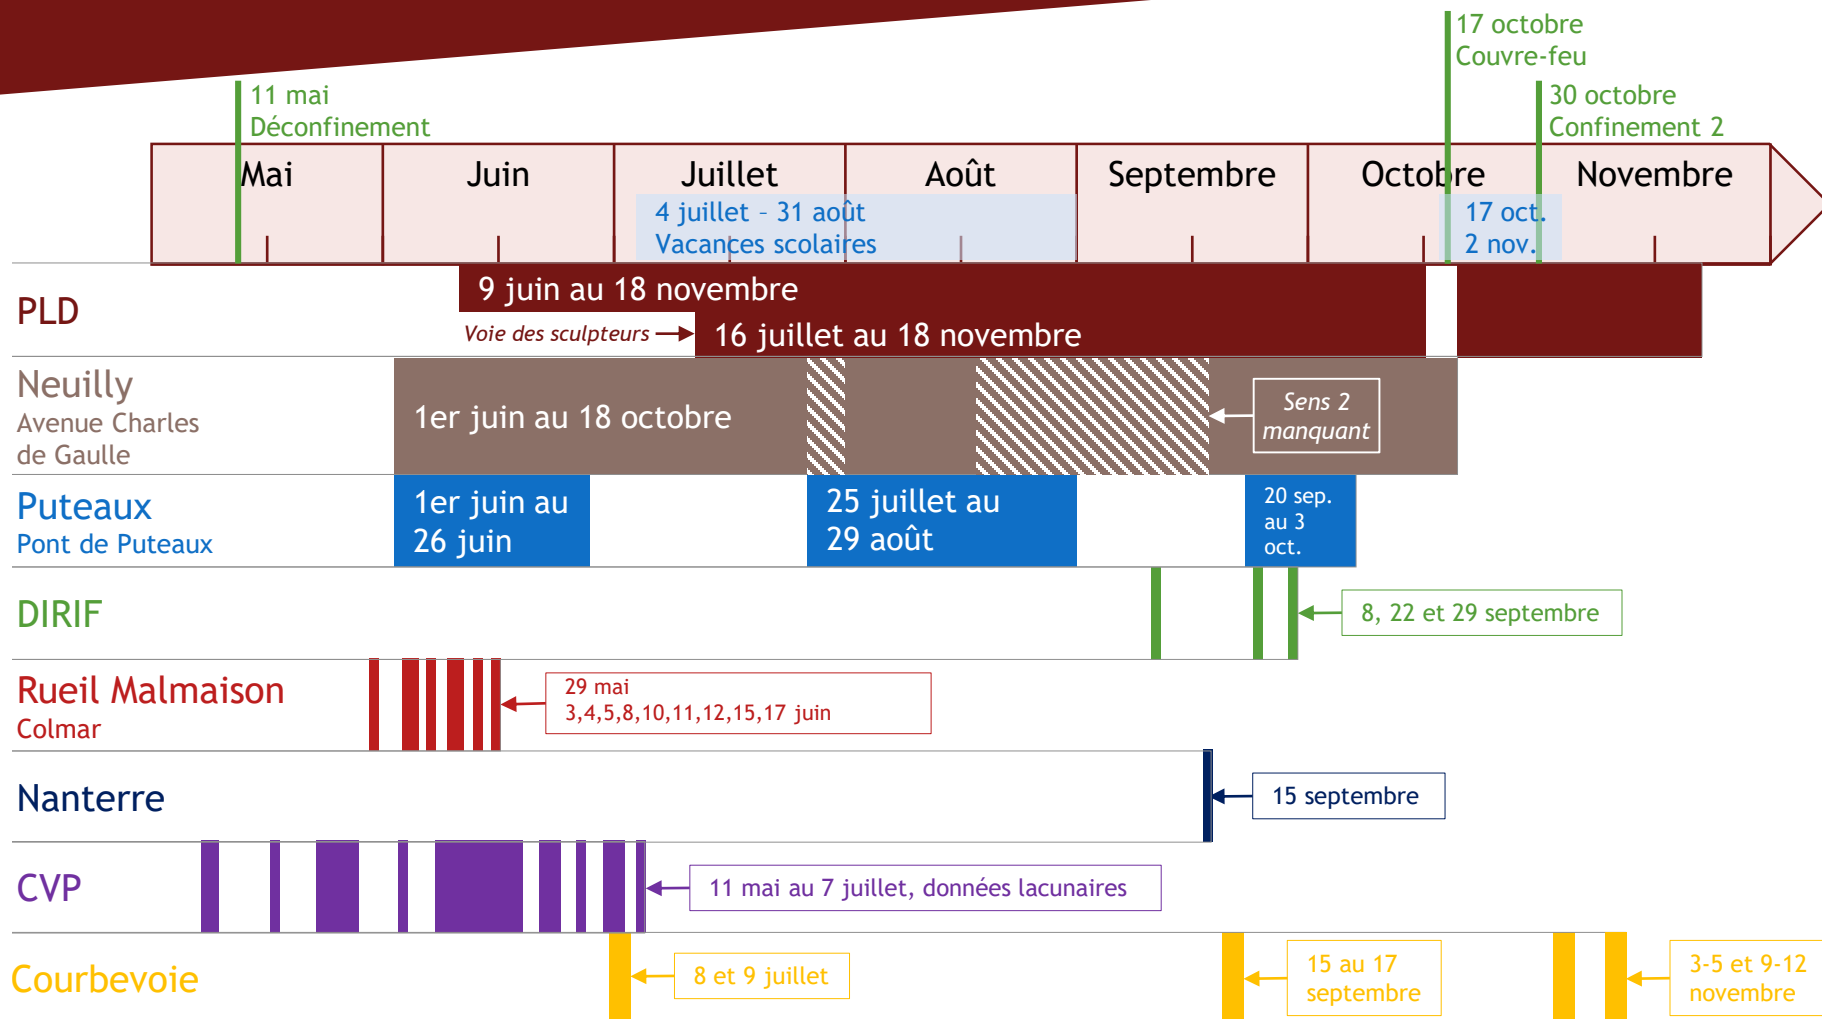 17 octobre
Couvre-feu
11 mai
Déconfinement
30 octobre
Confinement 2
Mai
Juin
Juillet
Août
Septembre
Octobre
Novembre
4 juillet – 31 août
Vacances scolaires
17 oct.
2 nov.
PLD
9 juin au 18 novembre
Voie des sculpteurs
16 juillet au 18 novembre
Neuilly
Avenue Charles
de Gaulle
1er juin au 18 octobre
Sens 2
manquant
Puteaux
Pont de Puteaux
1er juin au
26 juin
25 juillet au
29 août
20 sep.
au 3
oct.
DIRIF
8, 22 et 29 septembre
Rueil Malmaison
Colmar
29 mai
3,4,5,8,10,11,12,15,17 juin
Nanterre
15 septembre
CVP
11 mai au 7 juillet, données lacunaires
Courbevoie
8 et 9 juillet
15 au 17
septembre
3-5 et 9-12
novembre